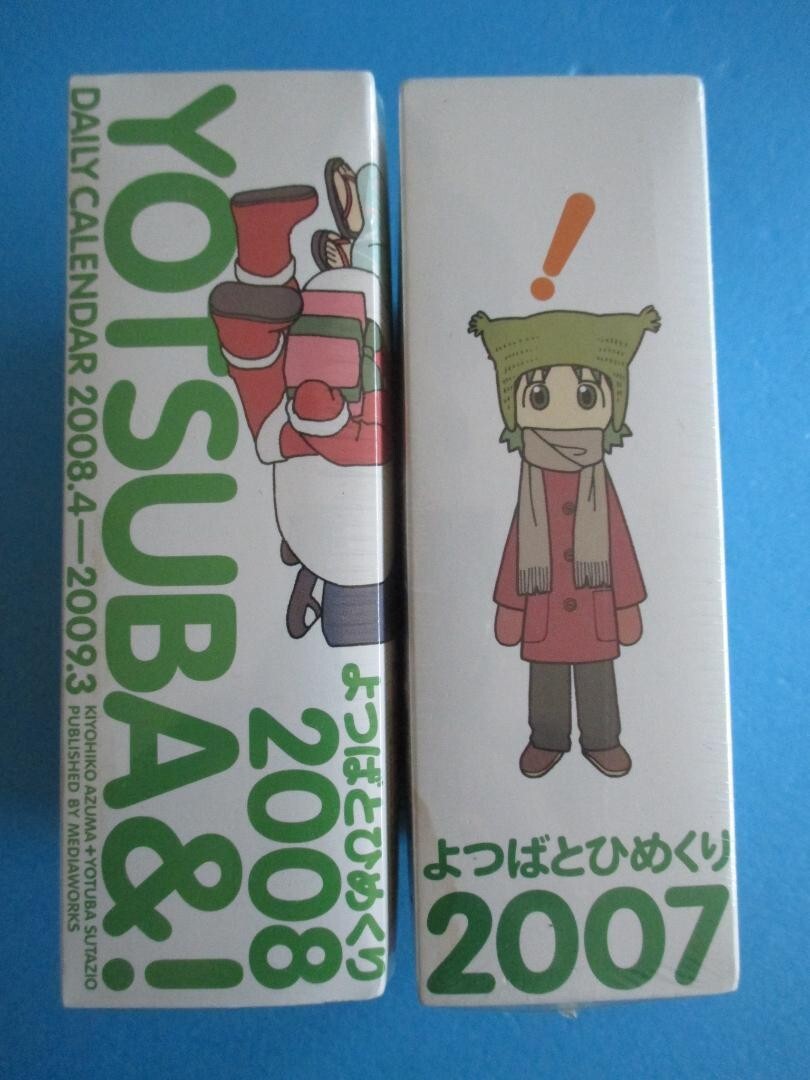 YOTSUBA&!
DAILY CALENDAR 2008.4—2009.3
KIYOHIKO AZUMA+YOTUBA SUTAZIO
PUBLISHED BY MEDIAWORKS
よつばとひめくり
2008
!
よつばとひめくり
2007